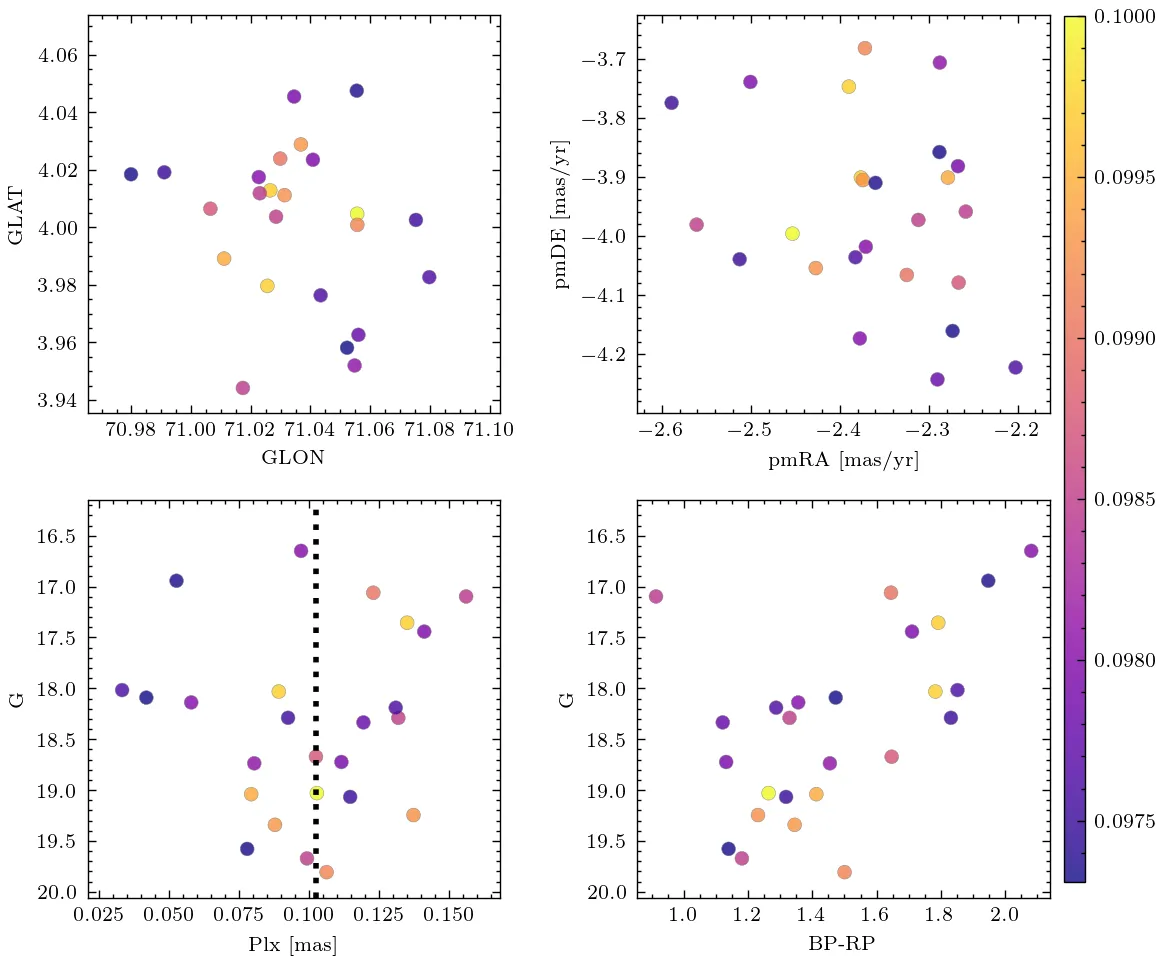 4.06
4.04
4.02
4.00
3.98
3.96
3.94
GLAT
70.98 71.00 71.02 71.04 71.06 71.08 71.10
GLON
−3.7
−3.8
−3.9
−4.0
−4.1
−4.2
pmDE [mas/yr]
−2.6 −2.5 −2.4 −2.3 −2.2
pmRA [mas/yr]
16.5
17.0
17.5
18.0
18.5
19.0
19.5
20.0
G
0.025 0.050 0.075 0.100 0.125 0.150
Plx [mas]
16.5
17.0
17.5
18.0
18.5
19.0
19.5
20.0
G
1.0 1.2 1.4 1.6 1.8 2.0
BP-RP
0.1000
0.0995
0.0990
0.0985
0.0980
0.0975